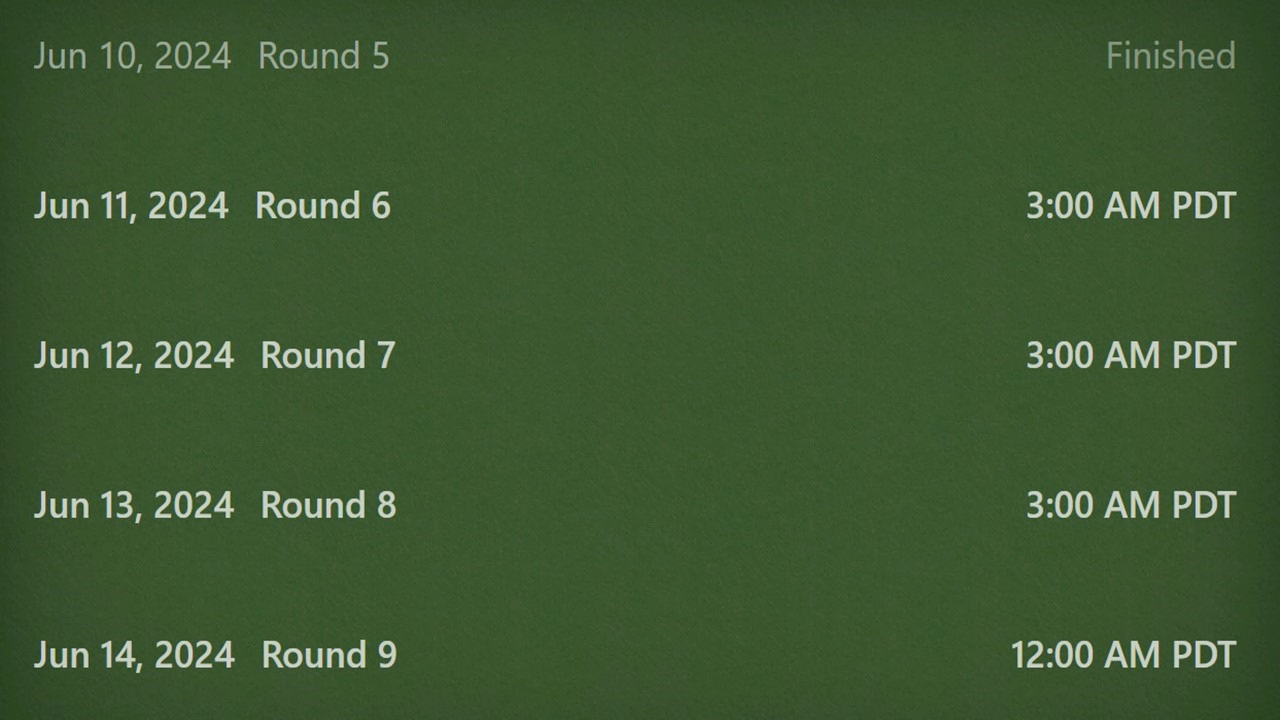 Jun 10, 2024 Round 5 Finished
Jun 11, 2024 Round 6 3:00 AM PDT
Jun 12, 2024 Round 7 3:00 AM PDT
Jun 13, 2024 Round 8 3:00 AM PDT
Jun 14, 2024 Round 9 12:00 AM PDT